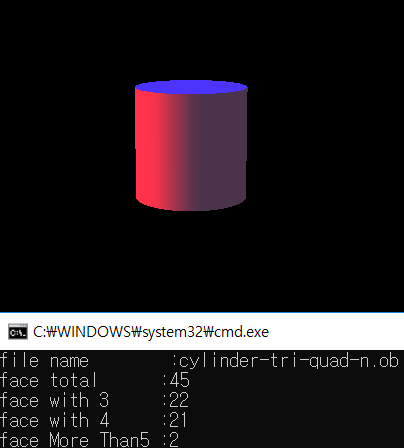 C:₩WINDOWS₩system32₩cmd.exe
file name :cylinder-tri-quad-n.ob
face total :45
face with 3 :22
face with 4 :21
face More Than5 :2